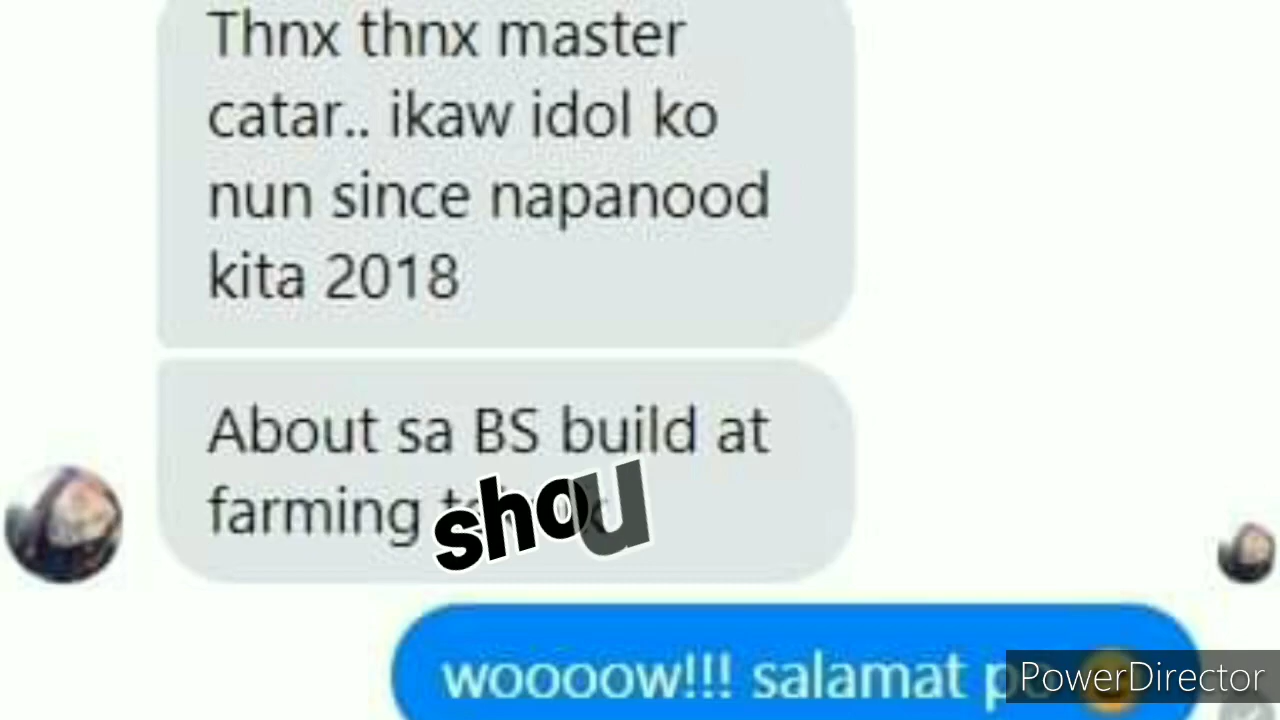 Thnx thnx master
catar.. ikaw idol ko
nun since napanood
kita 2018
About sa BS build at
farming
shou
woooow!!! salamat
PowerDirector